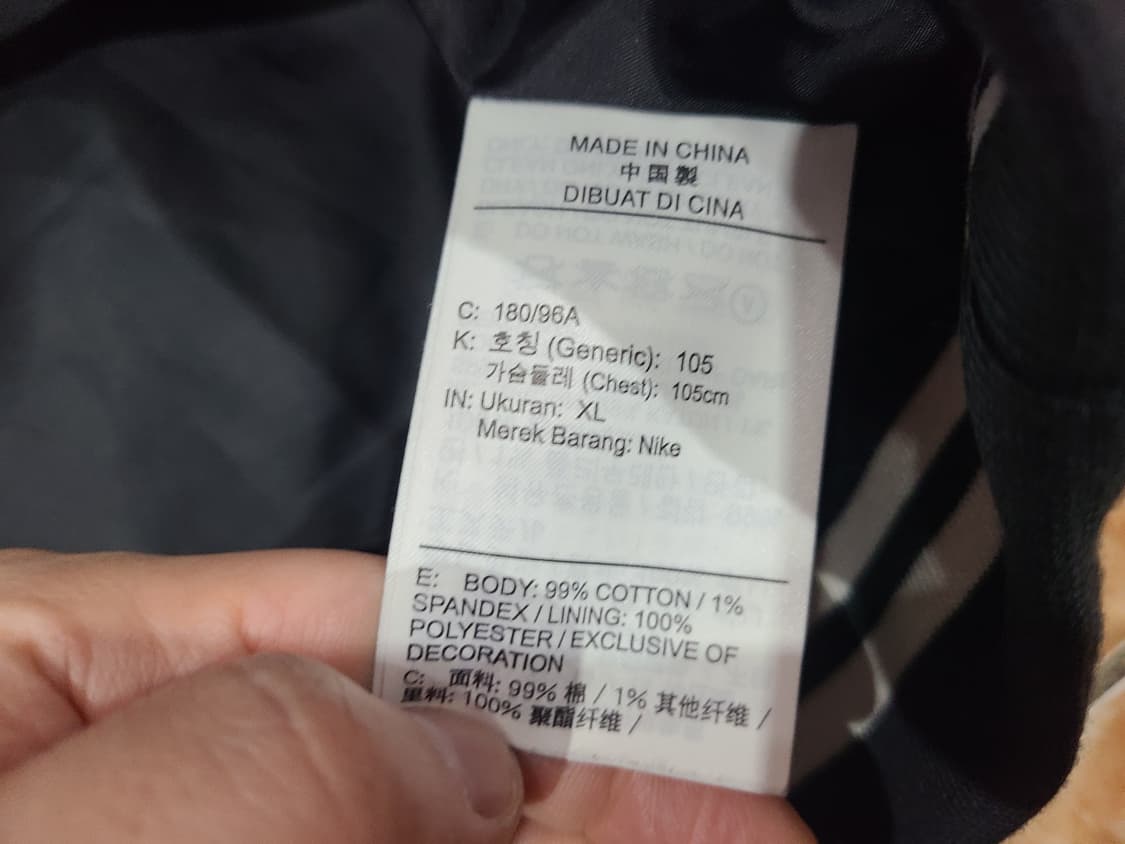 MADE IN CHINA
中国製
DIBUAT DI CINA
C: 180/96A
K: 호칭 (Generic): 105
가슴둘레 (Chest): 105cm
IN: Ukuran: XL
Merek Barang: Nike
E: BODY: 99% COTTON / 1%
SPANDEX / LINING: 100%
POLYESTER / EXCLUSIVE OF
DECORATION
C: 面料: 99% 棉 / 1% 其他纤维 /
里料: 100% 聚酯纤维 /